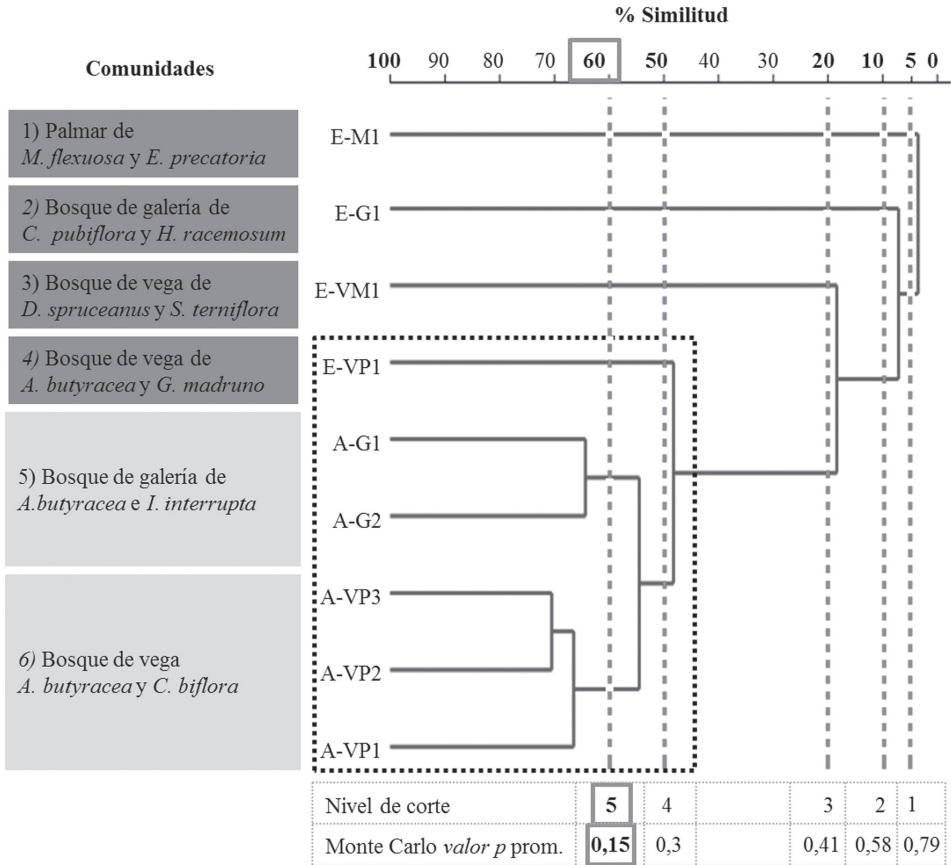 % Similitud
Comunidades
100 90 80 70 60 50 40 30 20 10 5 0
1) Palmar de
M. flexuosa y E. precatoria
E-M1
2) Bosque de galería de
C. pubiflora y H. racemosum
E-G1
3) Bosque de vega de
D. spruceanus y S. terniflora
E-VM1
4) Bosque de vega de
A. butyracea y G. madruno
E-VP1
5) Bosque de galería de
A.butyracea e I. interrupta
A-G1
A-G2
6) Bosque de vega
A. butyracea y C. biflora
A-VP3
A-VP2
A-VP1
Nivel de corte 5 4 3 2 1
Monte Carlo valor p prom. 0,15 0,3 0,41 0,58 0,79